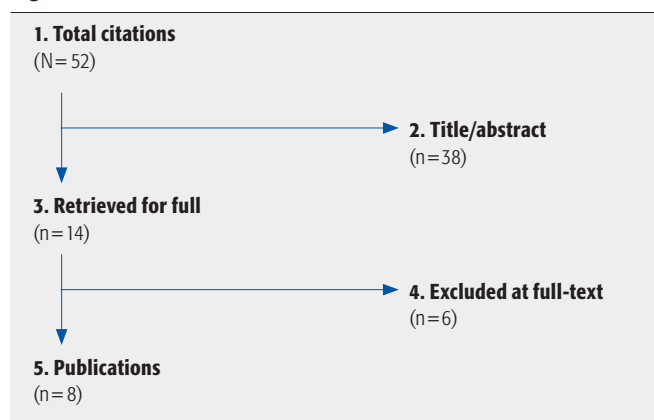 1. Total citations
(N=52)
2. Title/abstract
(n=38)
3. Retrieved for full
(n=14)
4. Excluded at full-text
(n=6)
5. Publications
(n=8)